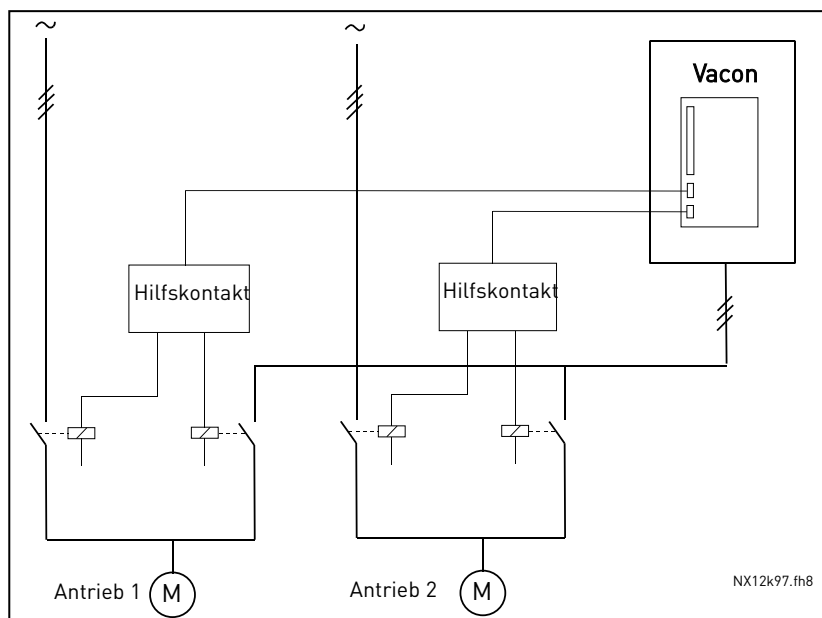 ~ ~
Vacon
Hilfskontakt Hilfskontakt
Antrieb 1 M Antrieb 2 M NX12k97.fh8